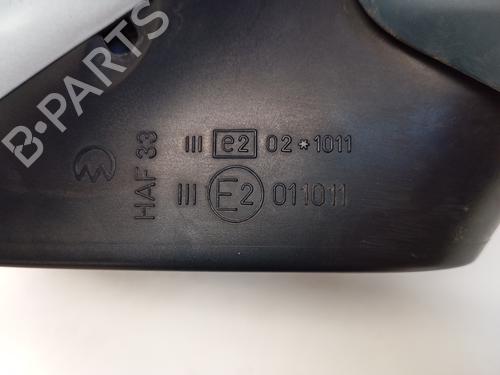 B-PARTS
HAF 33
III e2 02*1011
III E2 011011